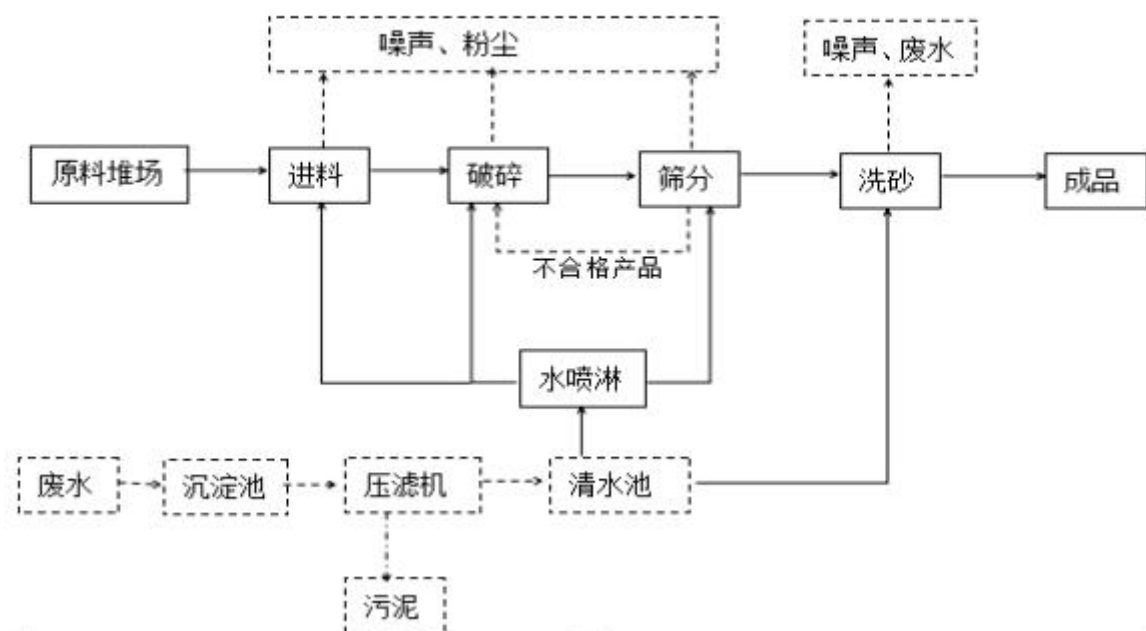 噪声、粉尘
噪声、废水
原料堆场
进料
破碎
筛分
洗砂
成品
不合格产品
水喷淋
废水
沉淀池
压滤机
清水池
污泥